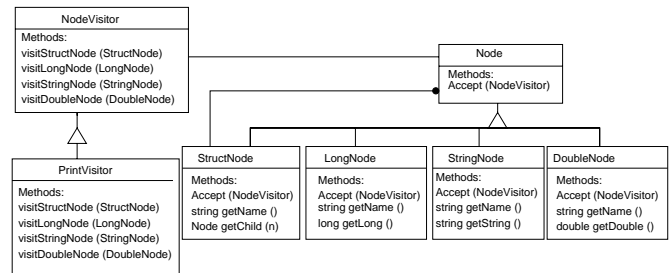 NodeVisitor
Methods:
visitStructNode (StructNode)
visitLongNode (LongNode)
visitStringNode (StringNode)
visitDoubleNode (DoubleNode)
Node
Methods:
Accept (NodeVisitor)
PrintVisitor
Methods:
visitStructNode (StructNode)
visitLongNode (LongNode)
visitStringNode (StringNode)
visitDoubleNode (DoubleNode)
StructNode
Methods:
Accept (NodeVisitor)
string getName ()
Node getChild (n)
LongNode
Methods:
Accept (NodeVisitor)
string getName ()
long getLong ()
StringNode
Methods:
Accept (NodeVisitor)
string getName ()
string getString ()
DoubleNode
Methods:
Accept (NodeVisitor)
string getName ()
double getDouble ()